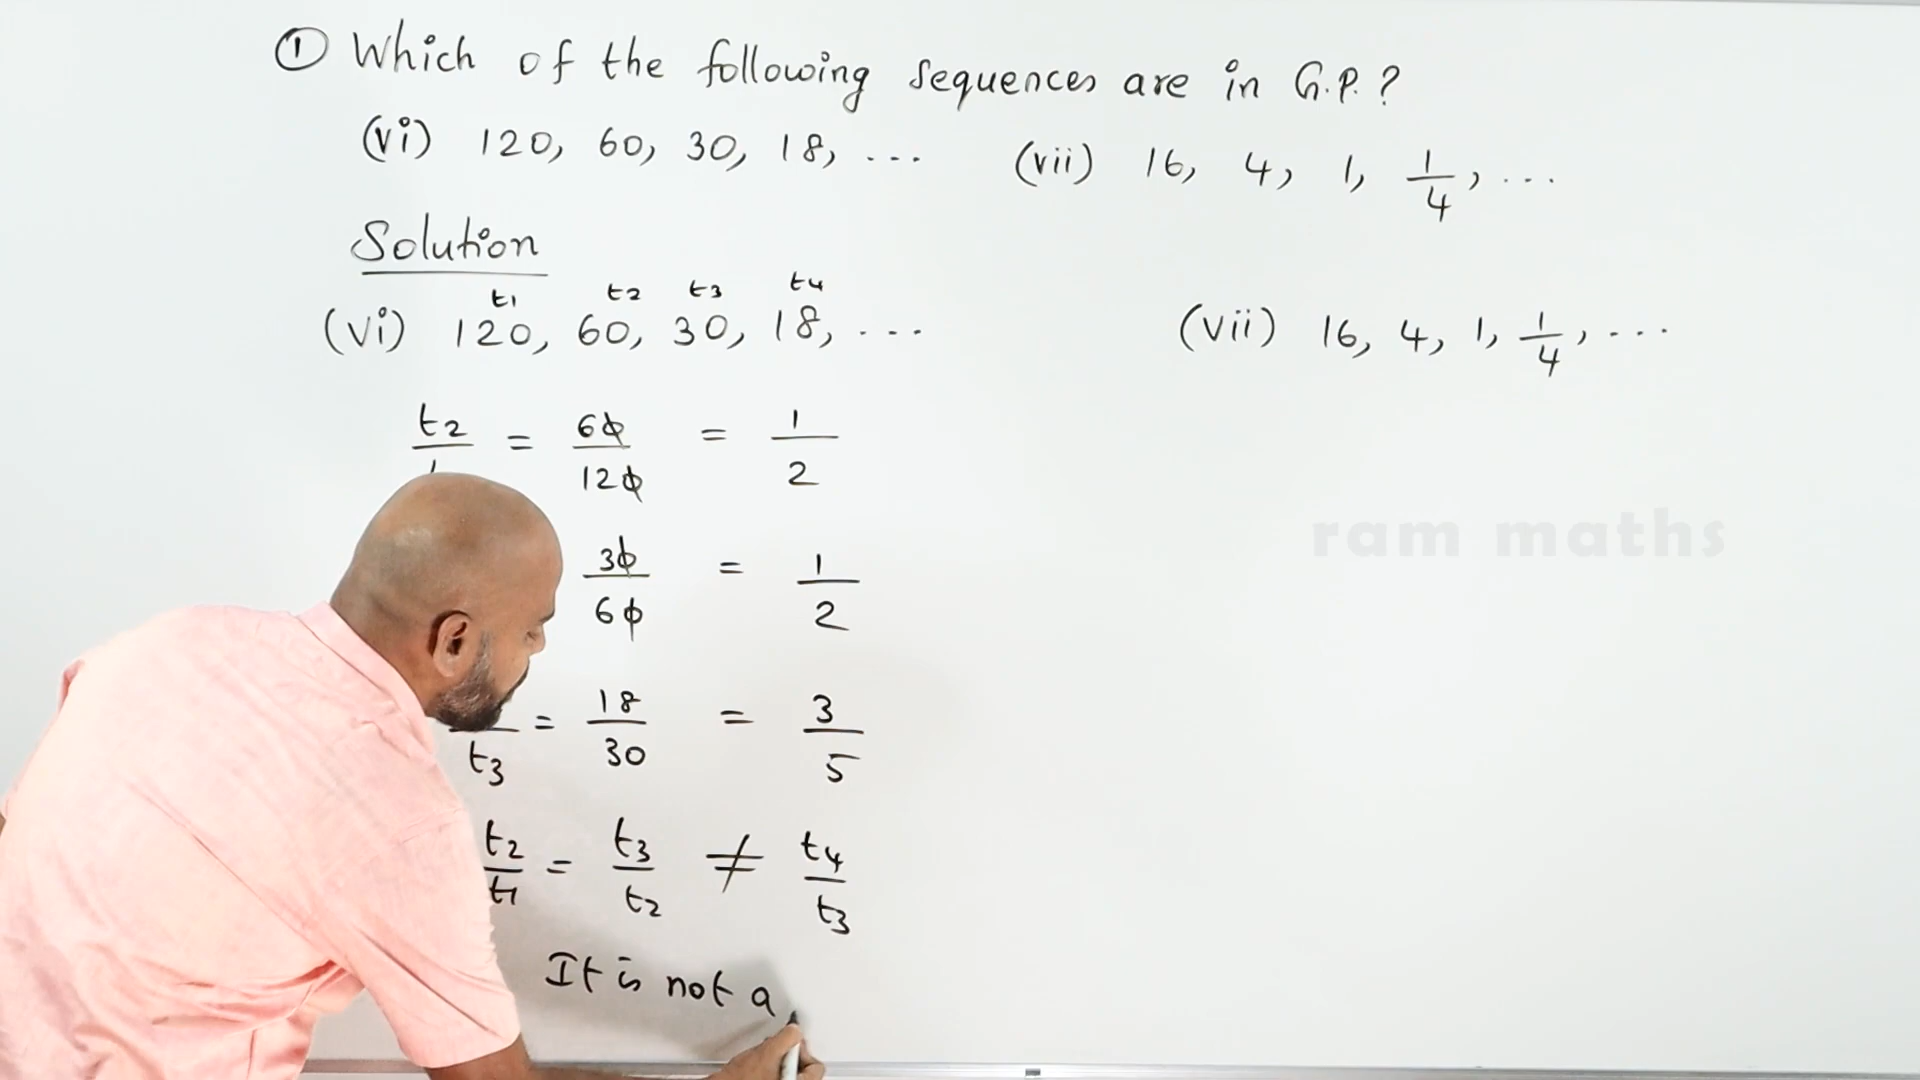 ① Which of the following sequences are in G.P.?
(vi) 120, 60, 30, 18, ... (vii) 16, 4, 1, 1/4, ...
Solution
t1 t2 t3 t4
(vi) 120, 60, 30, 18, ... (vii) 16, 4, 1, 1/4, ...
t2 = 60/120 = 1/2
ram maths
30/60 = 1/2
t3 = 18/30 = 3/5
t2/t1 = t3/t2 ≠ t4/t3
It is not a